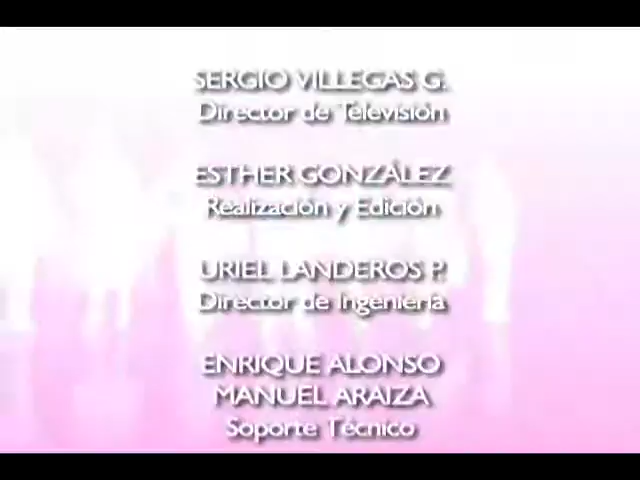 SERGIO VILLEGAS G.
Director de Televisión
ESTHER GONZÁLEZ
Realización y Edición
URIEL LANDEROS P.
Director de Ingeniería
ENRIQUE ALONSO
MANUEL ARAIZA
Soporte Técnico